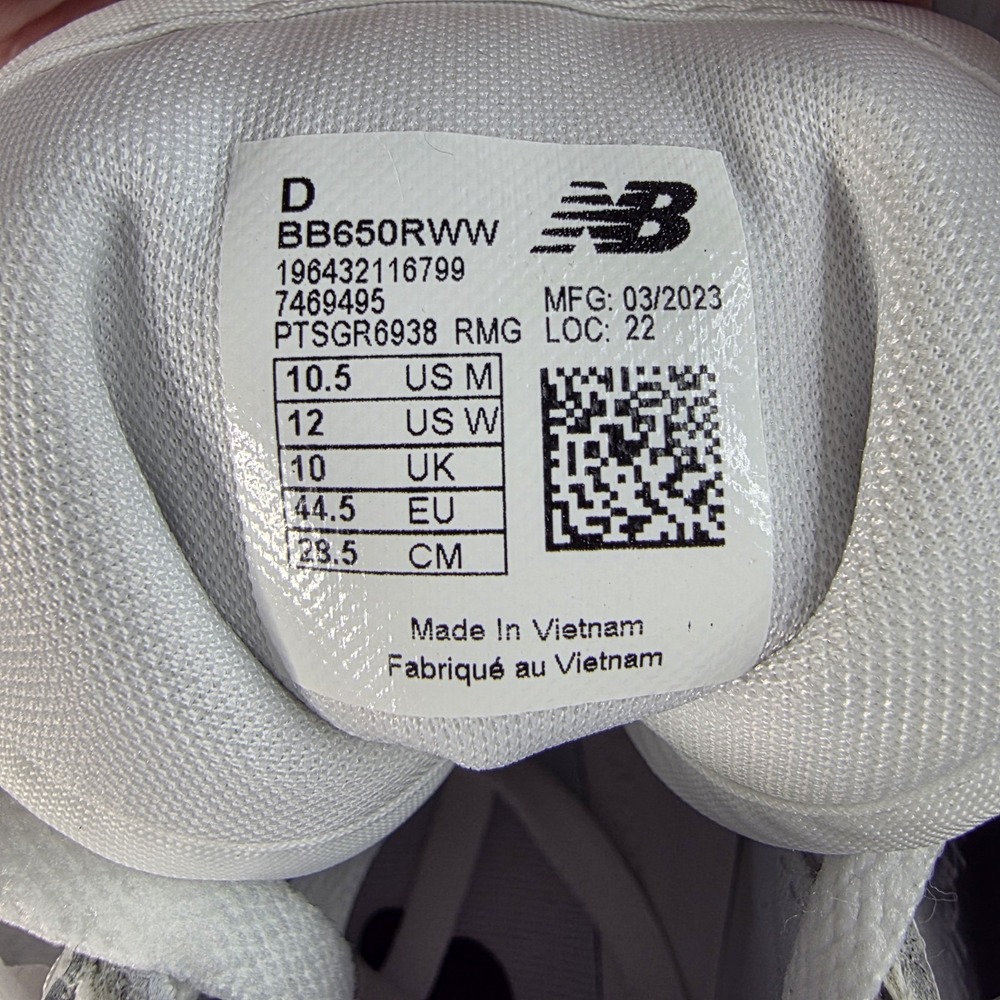 D
BB650RWW
NB
196432116799
7469495
MFG: 03/2023
PTSGR6938 RMG
LOC: 22
10.5 US M
12 US W
10 UK
44.5 EU
28.5 CM
Made In Vietnam
Fabriqué au Vietnam